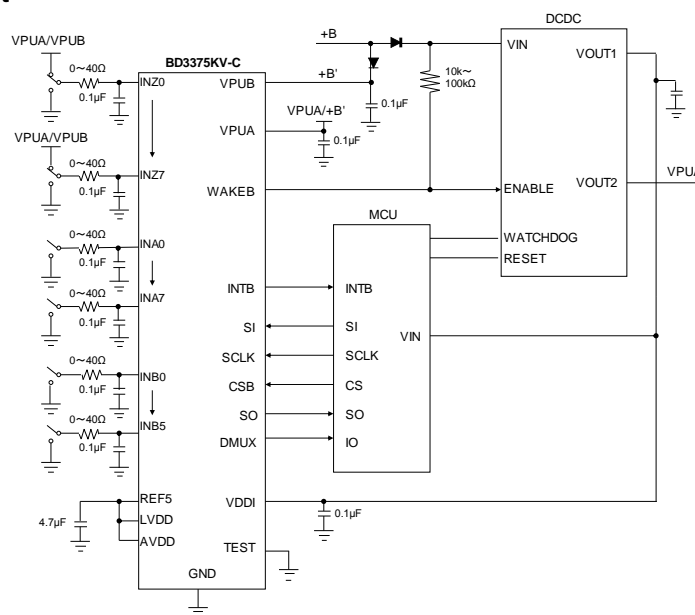 DCDC
+B
VPUA/VPUB
BD3375KV-C
VIN
VOUT1
0～40Ω
INZ0
VPUB
+B'
10k～
100kΩ
0.1μF
0.1μF
VPUA/+B'
VPUA
0.1μF
VPUA/VPUB
0～40Ω
INZ7
0.1μF
WAKEB
ENABLE
VOUT2
MCU
WATCHDOG
RESET
0～40Ω
INA0
0.1μF
INTB
INTB
0～40Ω
INA7
0.1μF
SI
SI
VIN
SCLK
SCLK
0～40Ω
INB0
0.1μF
CSB
CS
SO
SO
0～40Ω
INB5
0.1μF
DMUX
IO
REF5
VDDI
4.7μF
LVDD
0.1μF
AVDD
TEST
GND